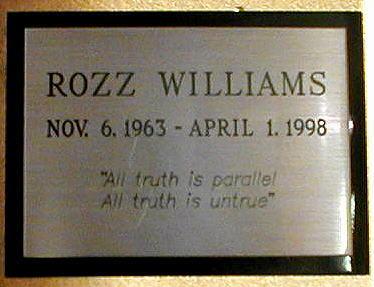 ROZZ WILLIAMS
NOV. 6, 1963 - APRIL 1. 1998
"All truth is parallel
All truth is untrue"